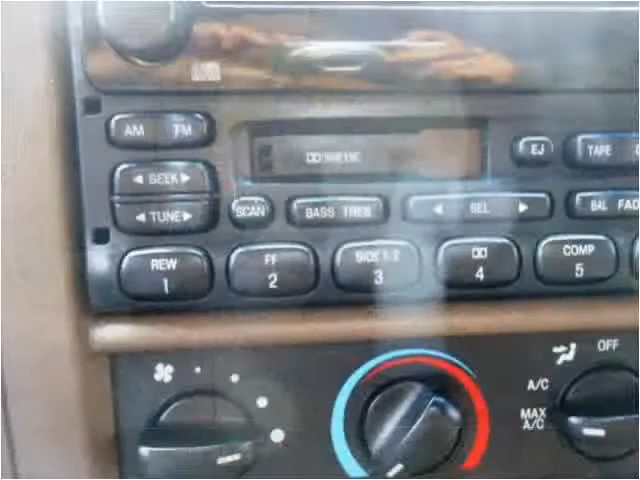 AM FM
EJ
TAPE
◄ SEEK ►
SCAN
BASS TREB
◄ SEL ►
BAL FAD
◄ TUNE ►
REW
1
FF
2
SIDE 1-2
3
4
COMP
5
OFF
A/C
MAX
A/C